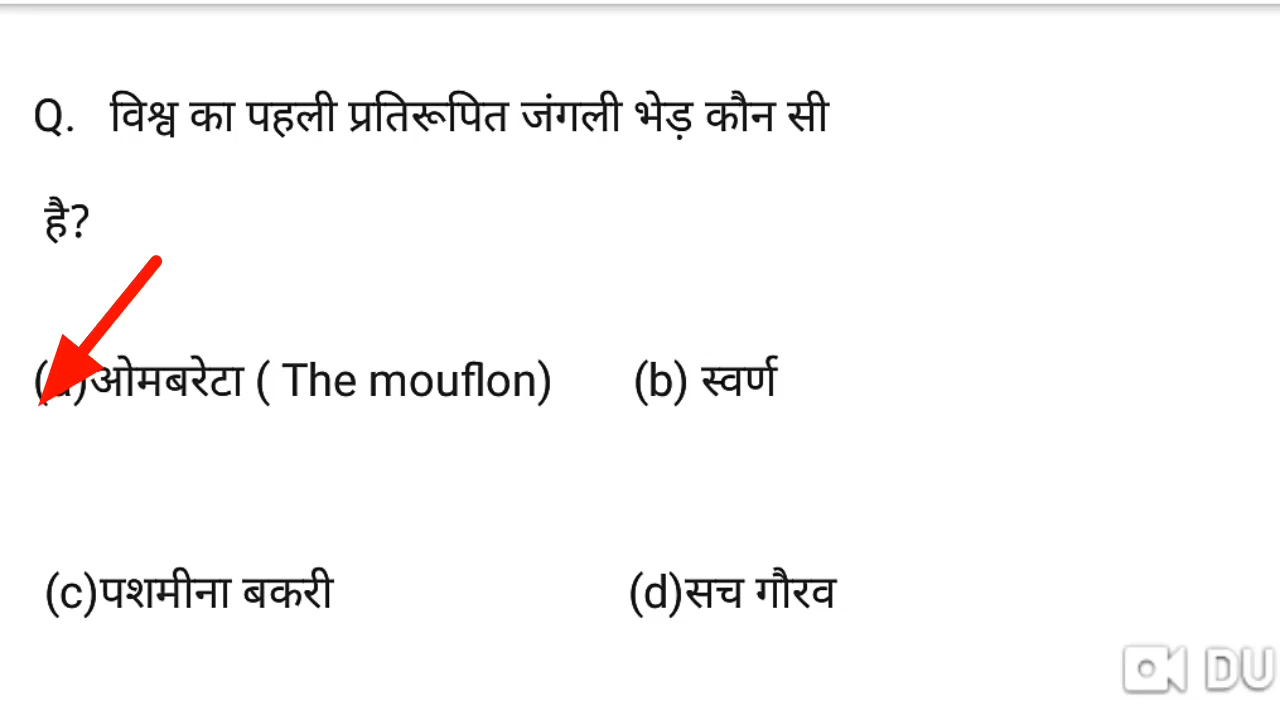 Q. विश्व का पहली प्रतिरूपित जंगली भेड़ कौन सी
है?
(a)ओमबरेटा ( The mouflon) (b) स्वर्ण
(c)पशमीना बकरी (d)सच गौरव
DU